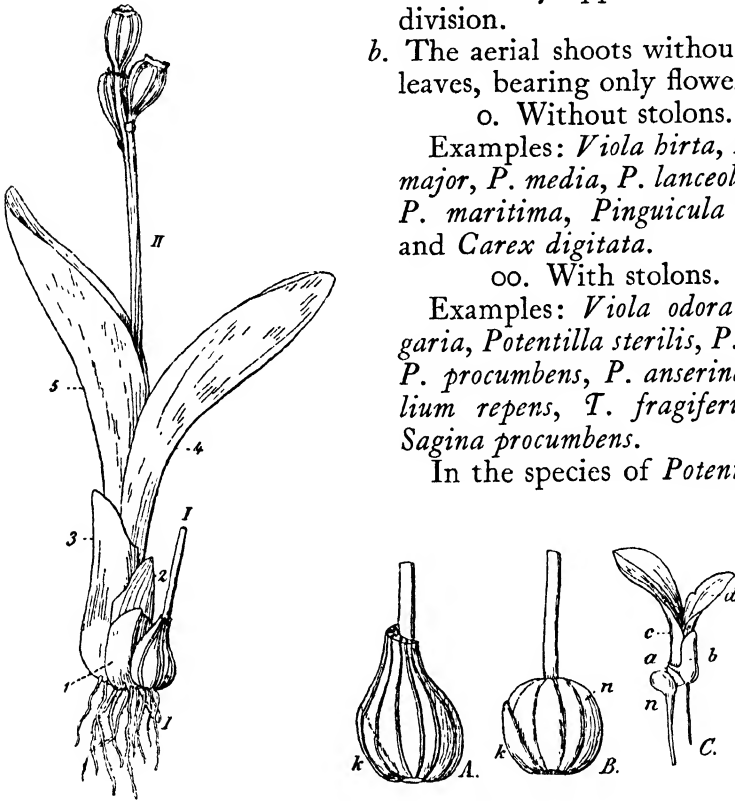 division.
b. The aerial shoots withou
leaves, bearing only flowe
o. Without stolons.
Examples: Viola hirta,
major, P. media, P. lanceol
P. maritima, Pinguicula
and Carex digitata.
oo. With stolons.
Examples: Viola odora
garia, Potentilla sterilis, P.
P. procumbens, P. anserin
lium repens, T. fragifer
Sagina procumbens.
In the species of Poten
II
5
4
3
I
2
1
I
k
A.
n
k
B.
c
d
a
b
n
C.